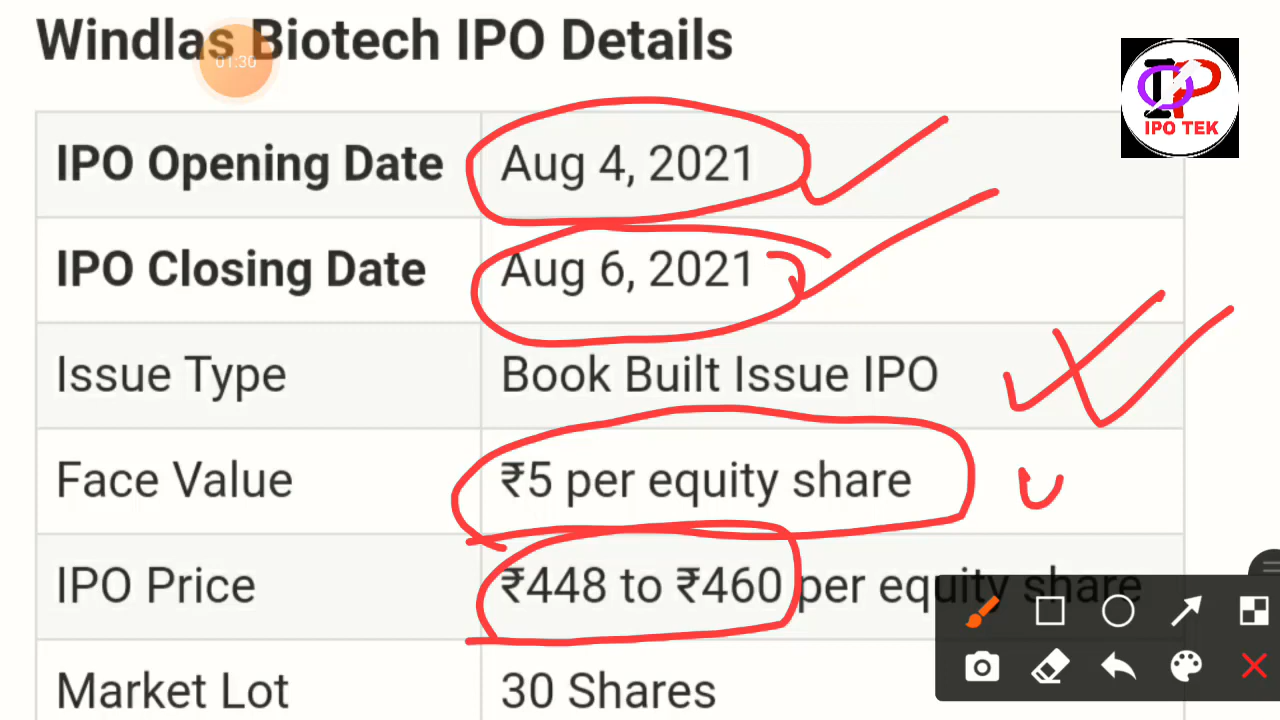 Windlas Biotech IPO Details
01:30
IPO TEK
IPO Opening Date Aug 4, 2021
IPO Closing Date Aug 6, 2021
Issue Type Book Built Issue IPO
Face Value ₹5 per equity share
IPO Price ₹448 to ₹460 per equity share
Market Lot 30 Shares